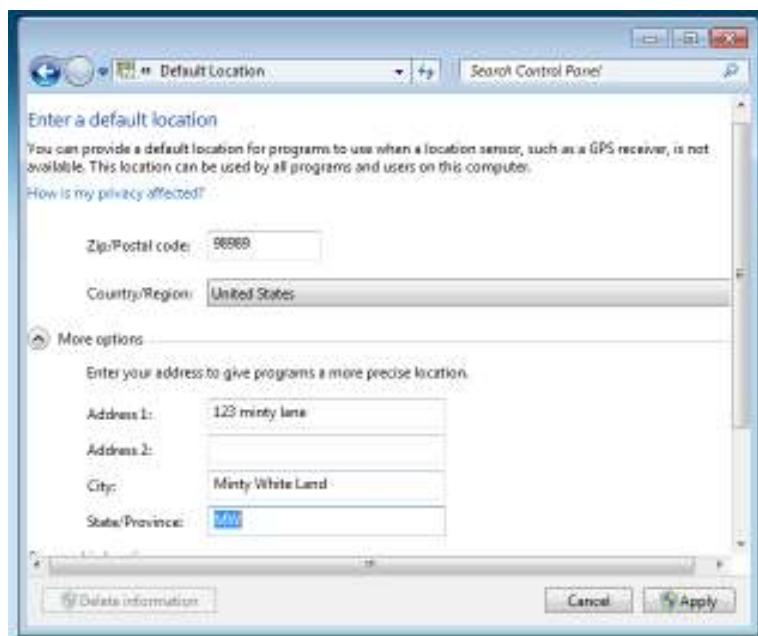 Default Location
Search Control Panel
Enter a default location
You can provide a default location for programs to use when a location sensor, such as a GPS receiver, is not
available. This location can be used by all programs and users on this computer.
How is my privacy affected?
Zip/Postal code: 98989
Country/Region: United States
More options
Enter your address to give programs a more precise location.
Address 1: 123 minty lane
Address 2:
City: Minty White Land
State/Province: MW
Delete information
Cancel
Apply